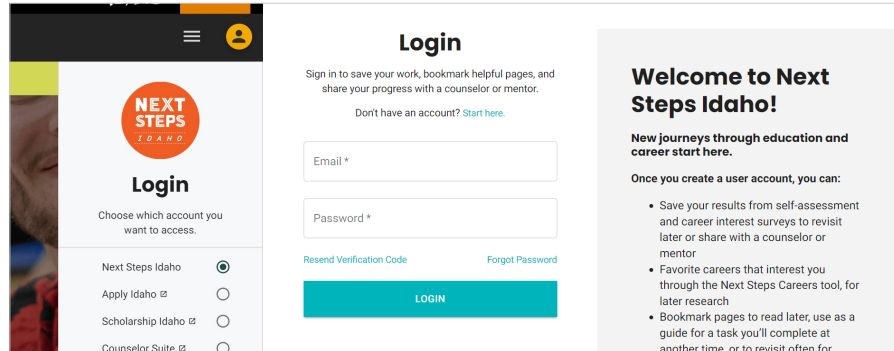 NEXT
STEPS
IDAHO
Login
Choose which account you
want to access.
Next Steps Idaho
Apply Idaho
Scholarship Idaho
Counselor Suite
Login
Sign in to save your work, bookmark helpful pages, and
share your progress with a counselor or mentor.
Don't have an account? Start here.
Email *
Password *
Resend Verification Code
Forgot Password
LOGIN
Welcome to Next
Steps Idaho!
New journeys through education and
career start here.
Once you create a user account, you can:
• Save your results from self-assessment
and career interest surveys to revisit
later or share with a counselor or
mentor
• Favorite careers that interest you
through the Next Steps Careers tool, for
later research
• Bookmark pages to read later, use as a
guide for a task you’ll complete at
another time, or to revisit often for